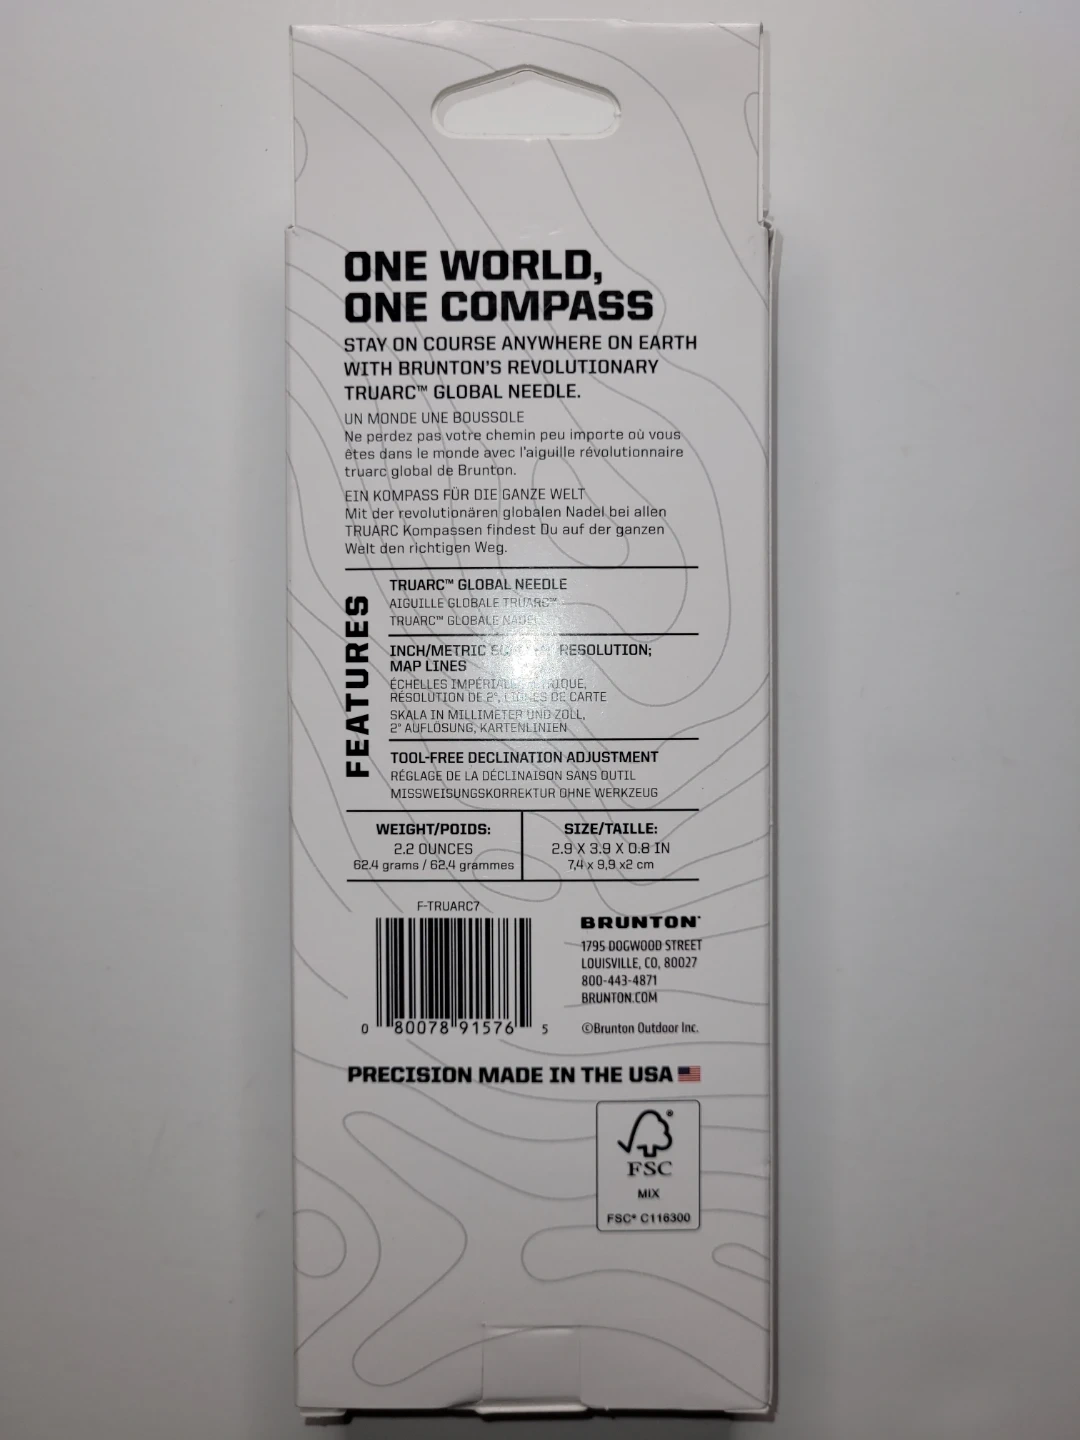 ONE WORLD,
ONE COMPASS
STAY ON COURSE ANYWHERE ON EARTH
WITH BRUNTON'S REVOLUTIONARY
TRUARC™ GLOBAL NEEDLE.
UN MONDE UNE BOUSSOLE
Ne perdez pas votre chemin peu importe où vous
êtes dans le monde avec l'aiguille révolutionnaire
truarc global de Brunton.
EIN KOMPASS FÜR DIE GANZE WELT
Mit der revolutionären globalen Nadel bei allen
TRUARC Kompassen findest Du auf der ganzen
Welt den richtigen Weg.
FEATURES
TRUARC™ GLOBAL NEEDLE
AIGUILLE GLOBALE TRUARC™
TRUARC™ GLOBALE NADEL
INCH/METRIC RESOLUTION;
MAP LINES
ÉCHELLES
RÉSOLUTION DE 2°, LIGNES DE CARTE
SKALA IN MILLIMETER UND ZOLL,
2° AUFLÖSUNG, KARTENLINIEN
TOOL-FREE DECLINATION ADJUSTMENT
RÉGLAGE DE LA DÉCLINAISON SANS OUTIL
MISSWEISUNGSKORREKTUR OHNE WERKZEUG
WEIGHT/POIDS:
2.2 OUNCES
62.4 grams / 62.4 grammes
SIZE/TAILLE:
2.9 X 3.9 X 0.8 IN
7,4 x 9,9 x2 cm
F-TRUARC7
0 80078 91576 5
BRUNTON
1795 DOGWOOD STREET
LOUISVILLE, CO, 80027
800-443-4871
BRUNTON.COM
©Brunton Outdoor Inc.
PRECISION MADE IN THE USA
FSC
MIX
FSC® C116300